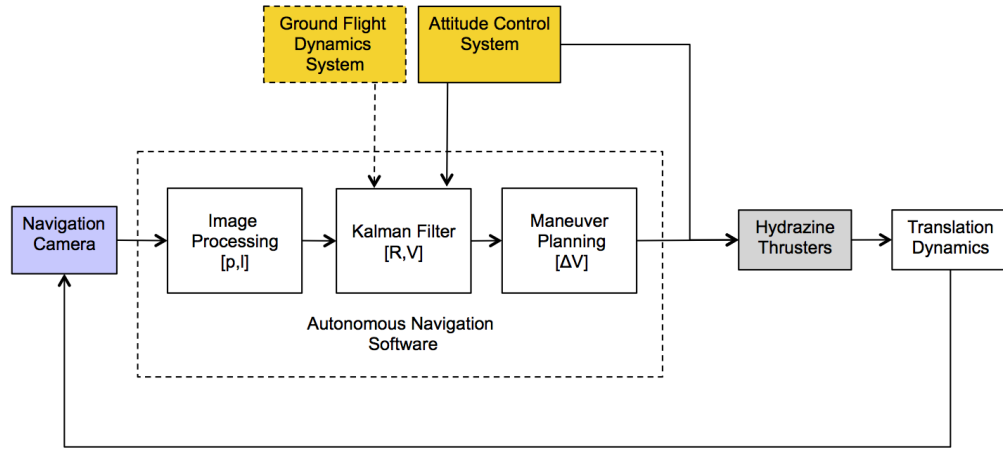 Ground Flight
Dynamics
System
Attitude Control
System
Navigation
Camera
Image
Processing
[p,l]
Kalman Filter
[R,V]
Maneuver
Planning
[ΔV]
Hydrazine
Thrusters
Translation
Dynamics
Autonomous Navigation
Software